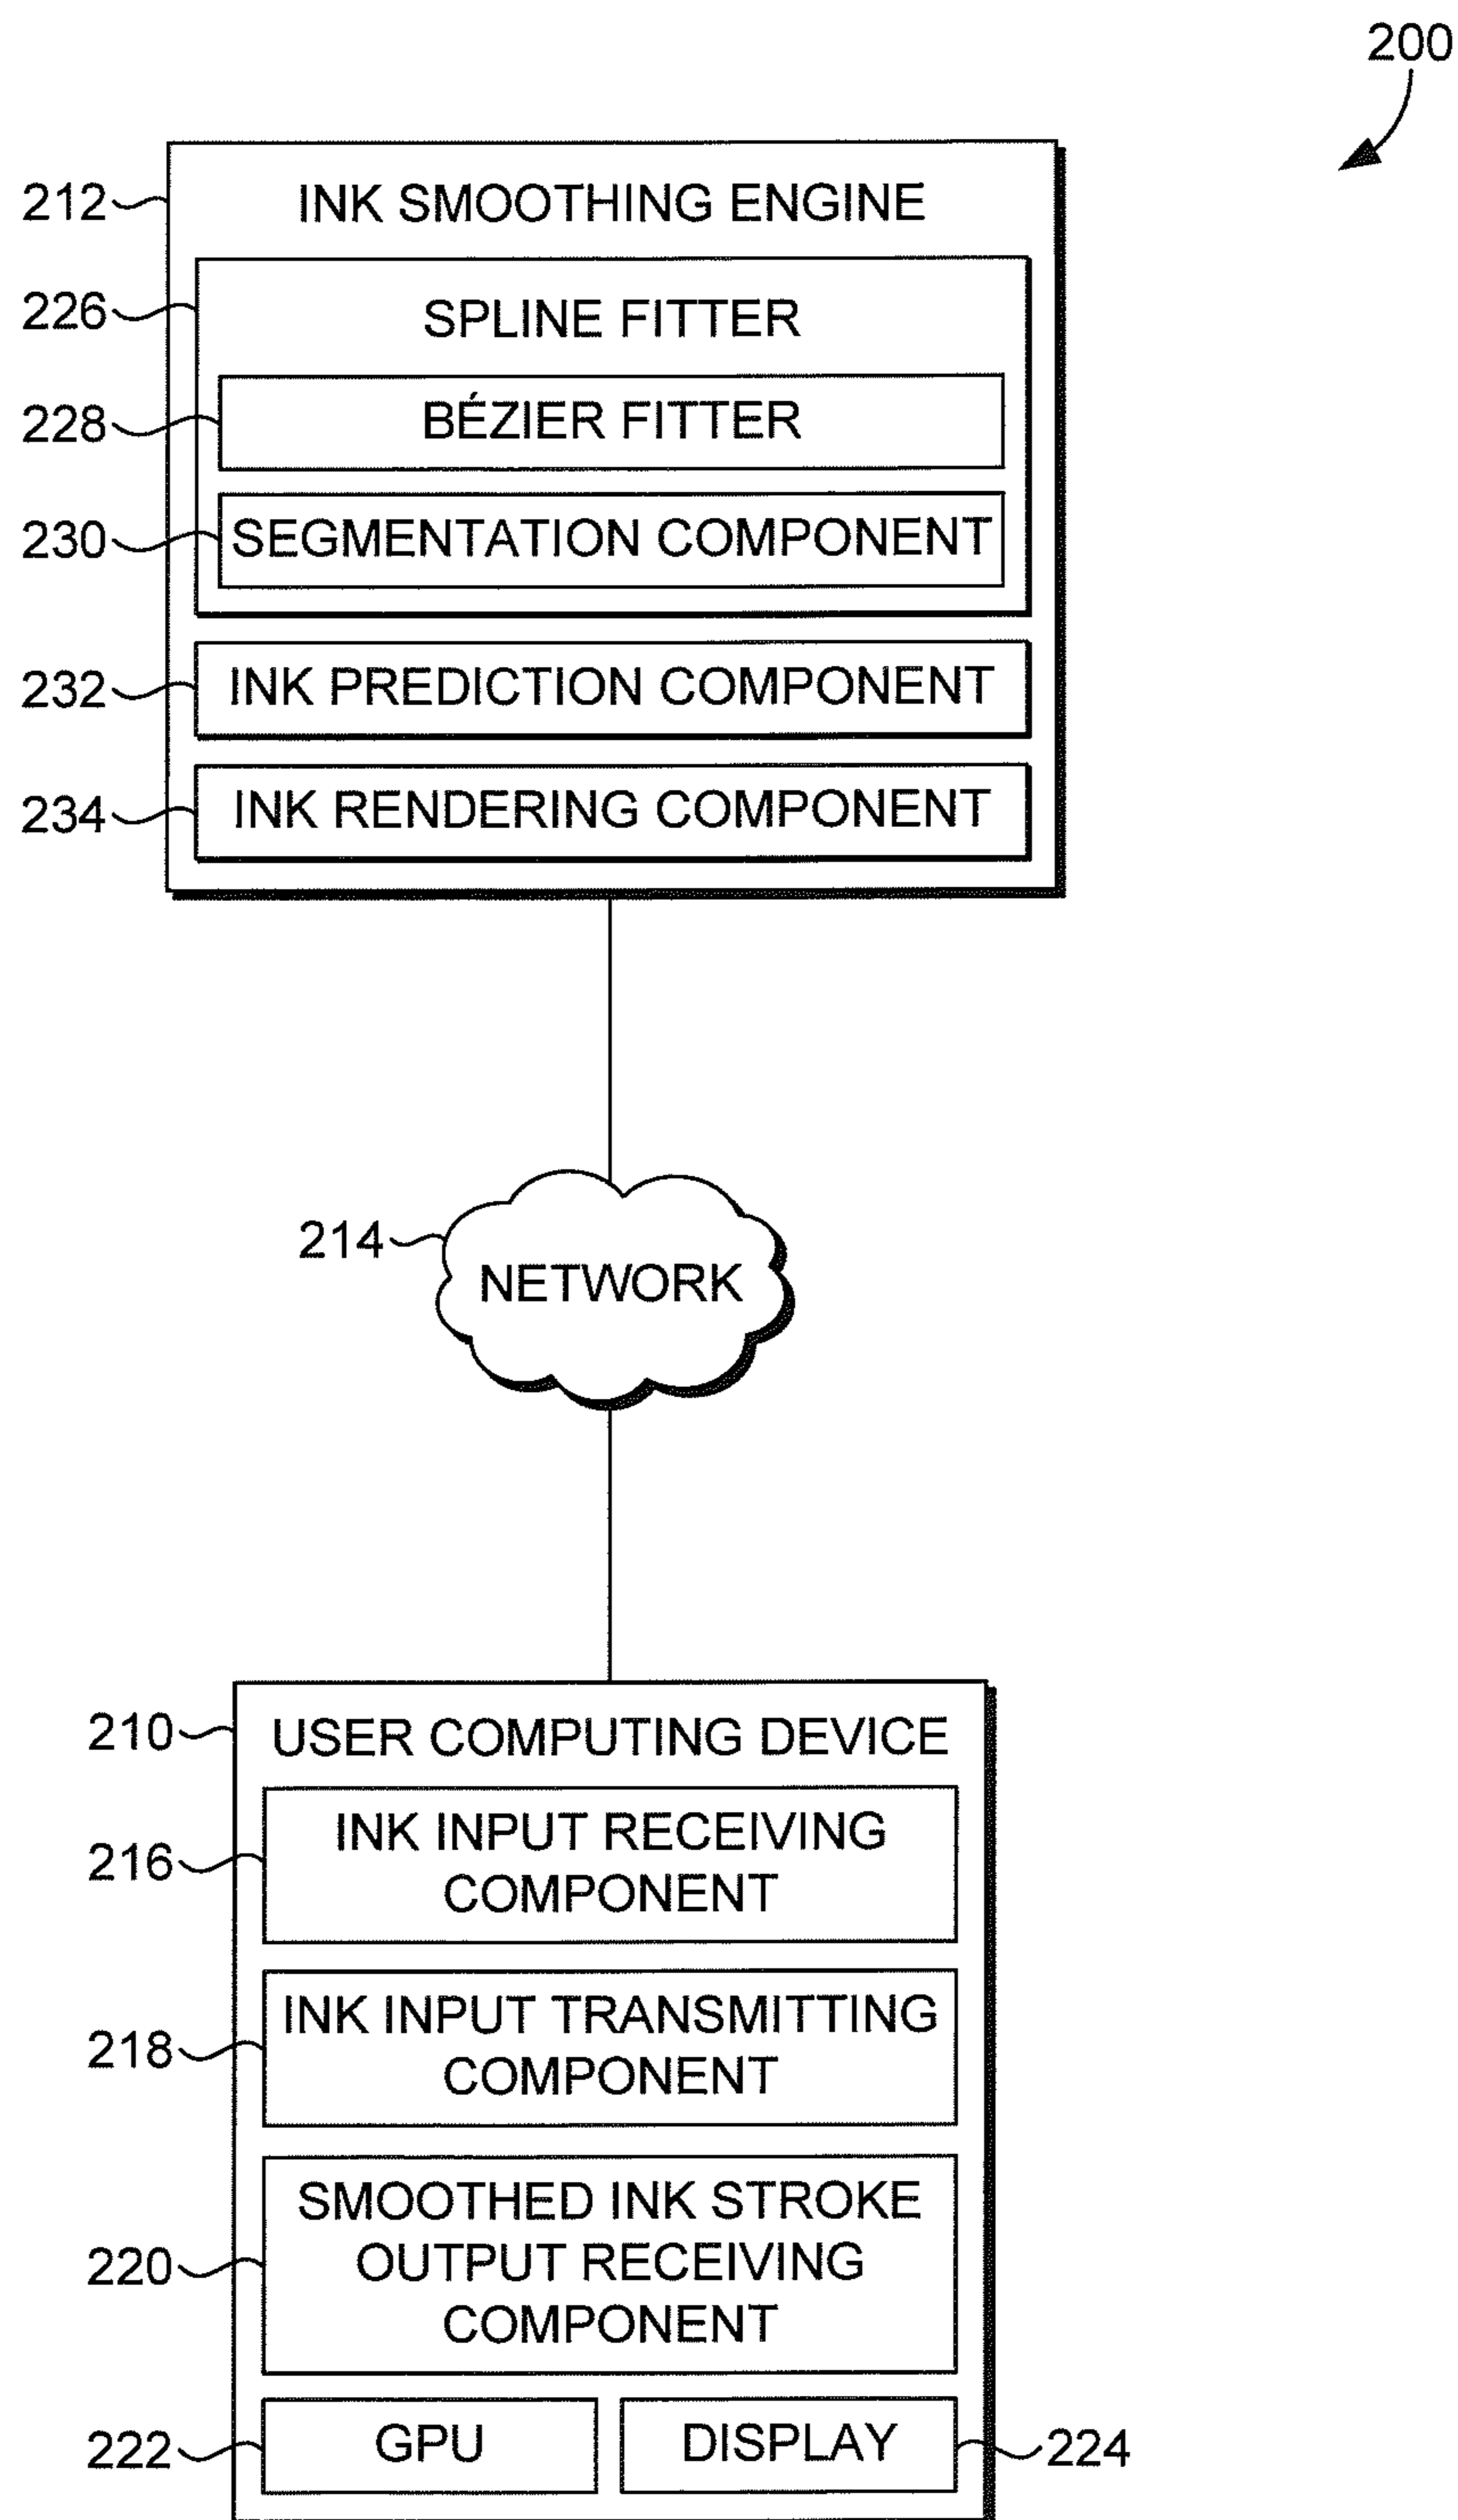 200
212 INK SMOOTHING ENGINE
226 SPLINE FITTER
228 BÉZIER FITTER
230 SEGMENTATION COMPONENT
232 INK PREDICTION COMPONENT
234 INK RENDERING COMPONENT
214 NETWORK
210 USER COMPUTING DEVICE
216 INK INPUT RECEIVING
COMPONENT
218 INK INPUT TRANSMITTING
COMPONENT
220 SMOOTHED INK STROKE
OUTPUT RECEIVING
COMPONENT
222 GPU DISPLAY 224